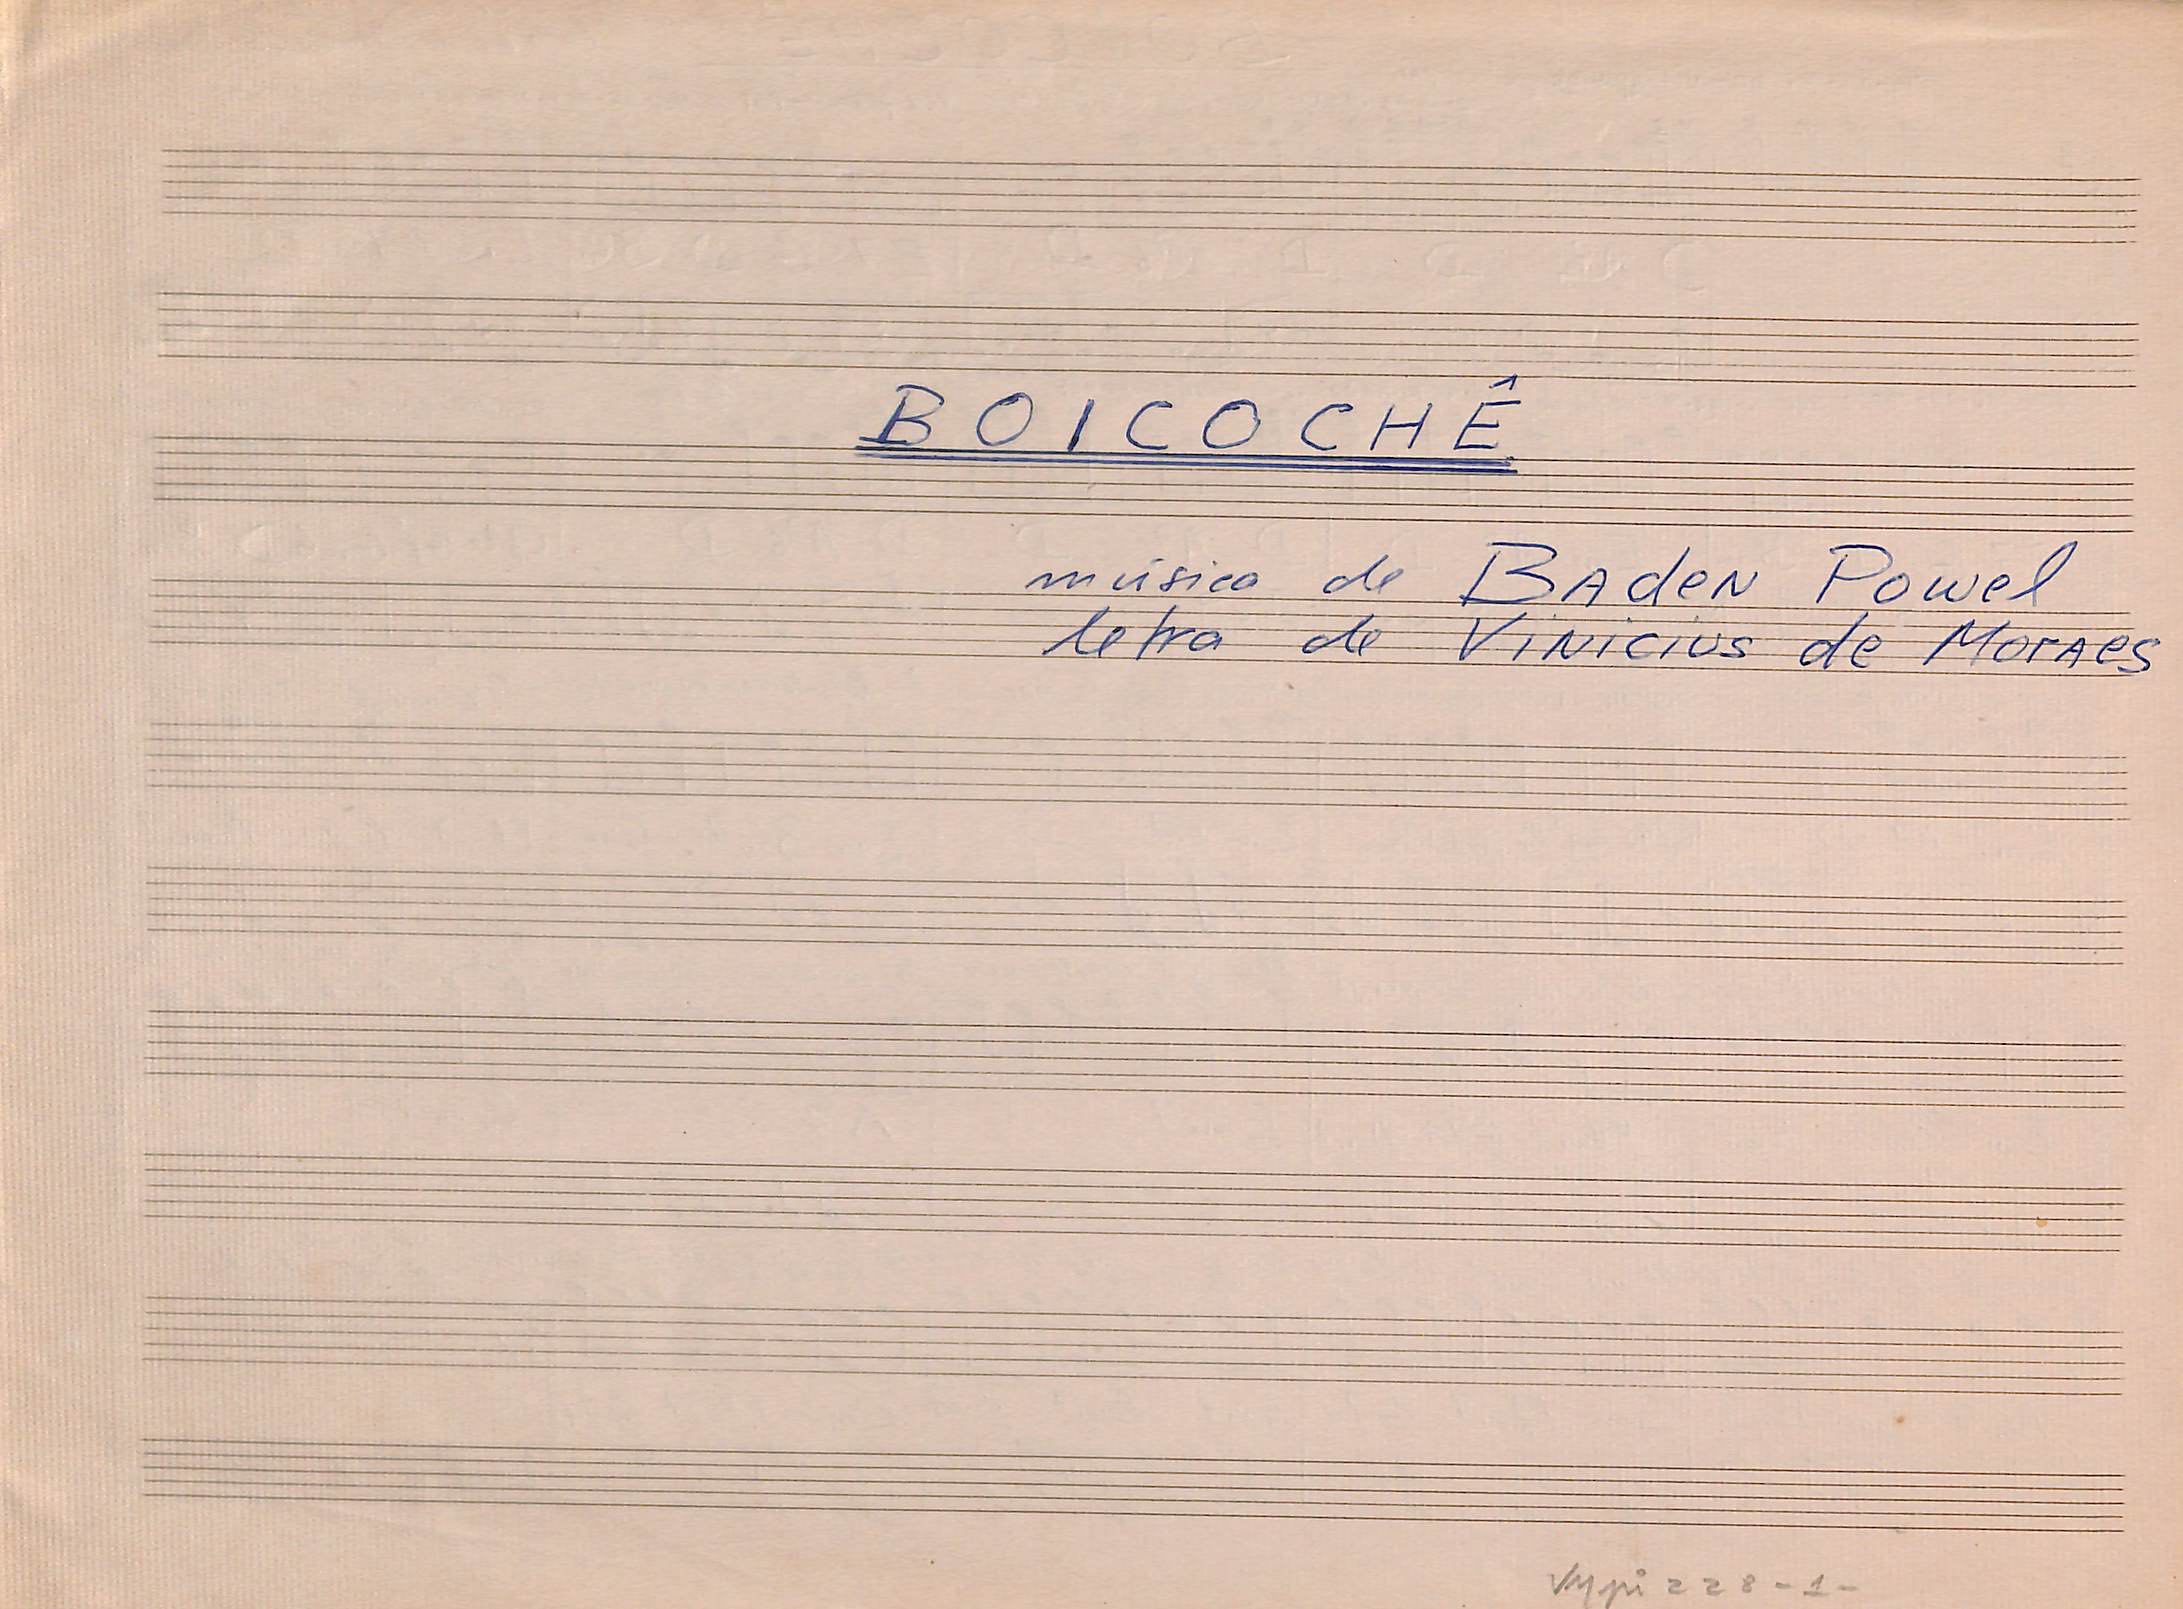 BOICOCHÊ
música de BADEN Powel
letra de VINICIUS de MORAES
VMpi 228-1-